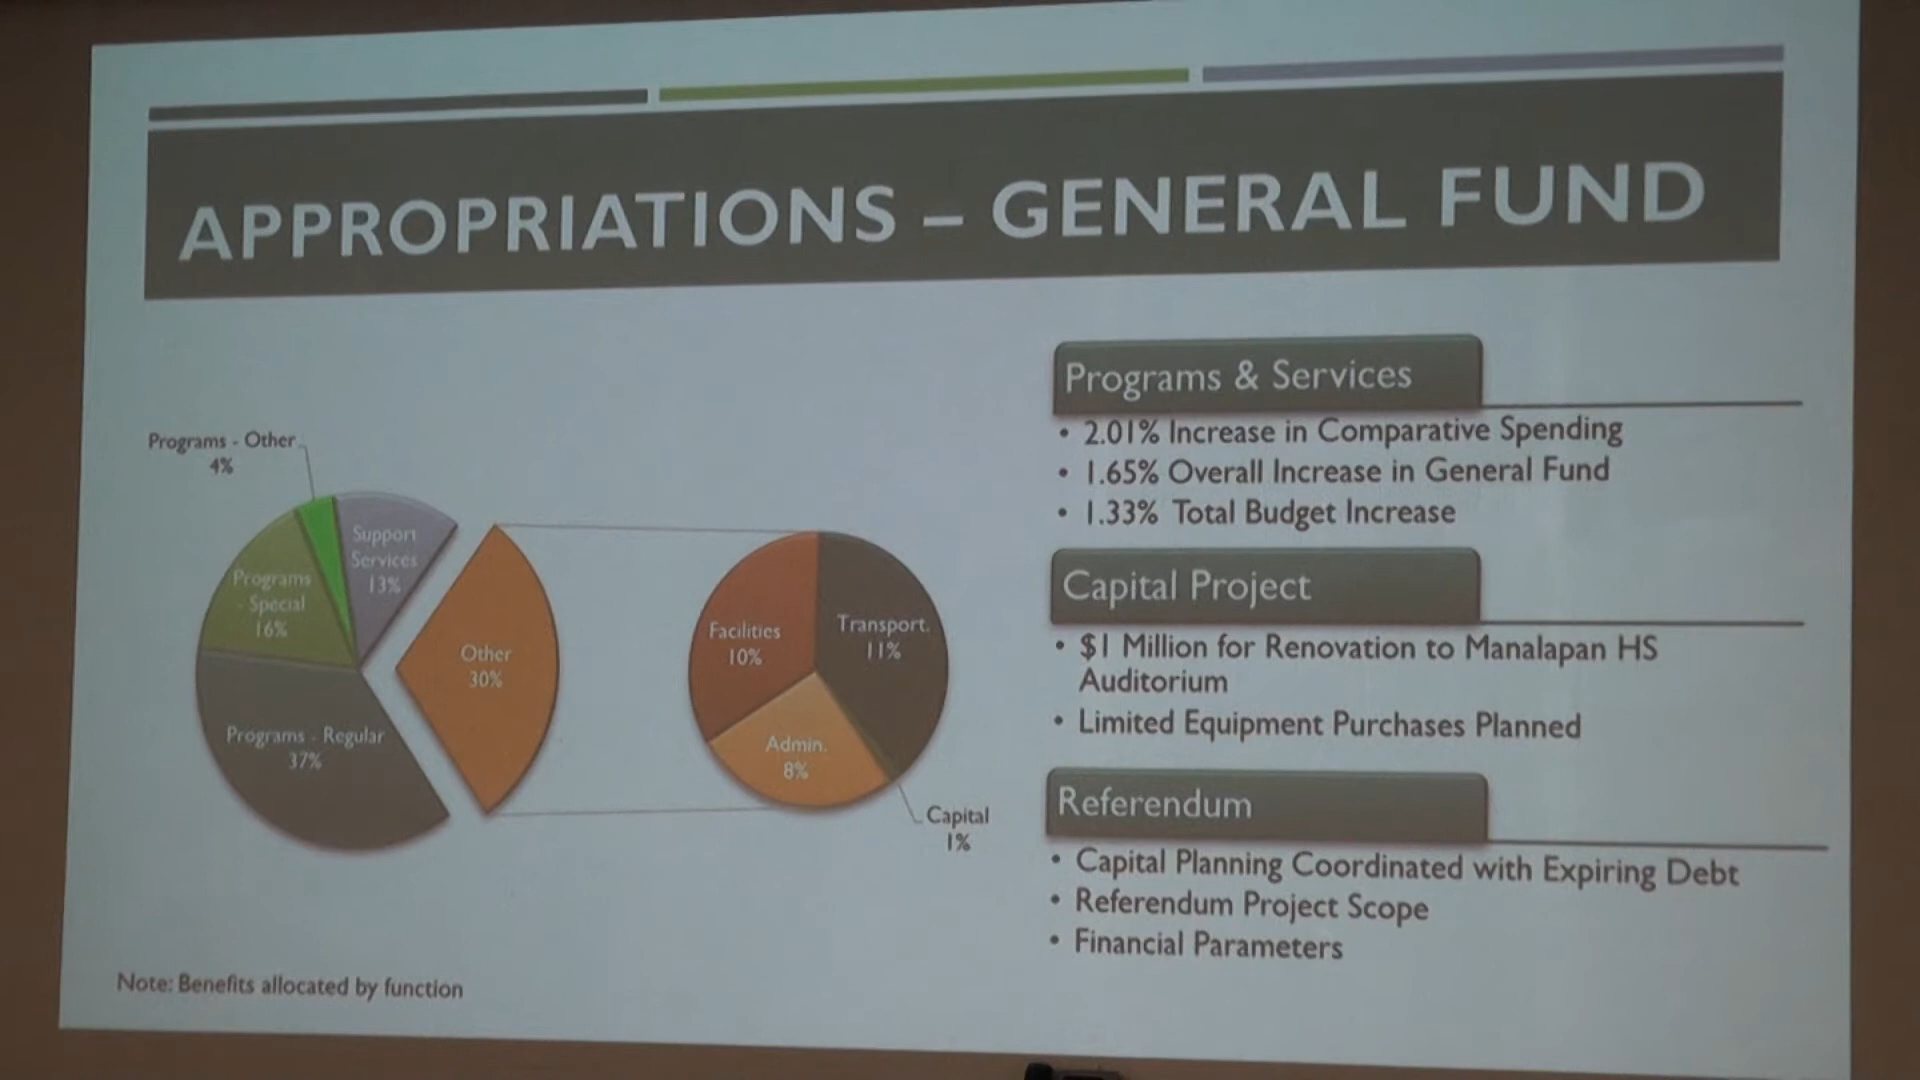 APPROPRIATIONS – GENERAL FUND
Programs - Other
4%
Support
Services
13%
Programs
- Special
16%
Programs - Regular
37%
Other
30%
Facilities
10%
Transport.
11%
Admin.
8%
Capital
1%
Note: Benefits allocated by function
Programs & Services
• 2.01% Increase in Comparative Spending
• 1.65% Overall Increase in General Fund
• 1.33% Total Budget Increase
Capital Project
• $1 Million for Renovation to Manalapan HS
Auditorium
• Limited Equipment Purchases Planned
Referendum
• Capital Planning Coordinated with Expiring Debt
• Referendum Project Scope
• Financial Parameters